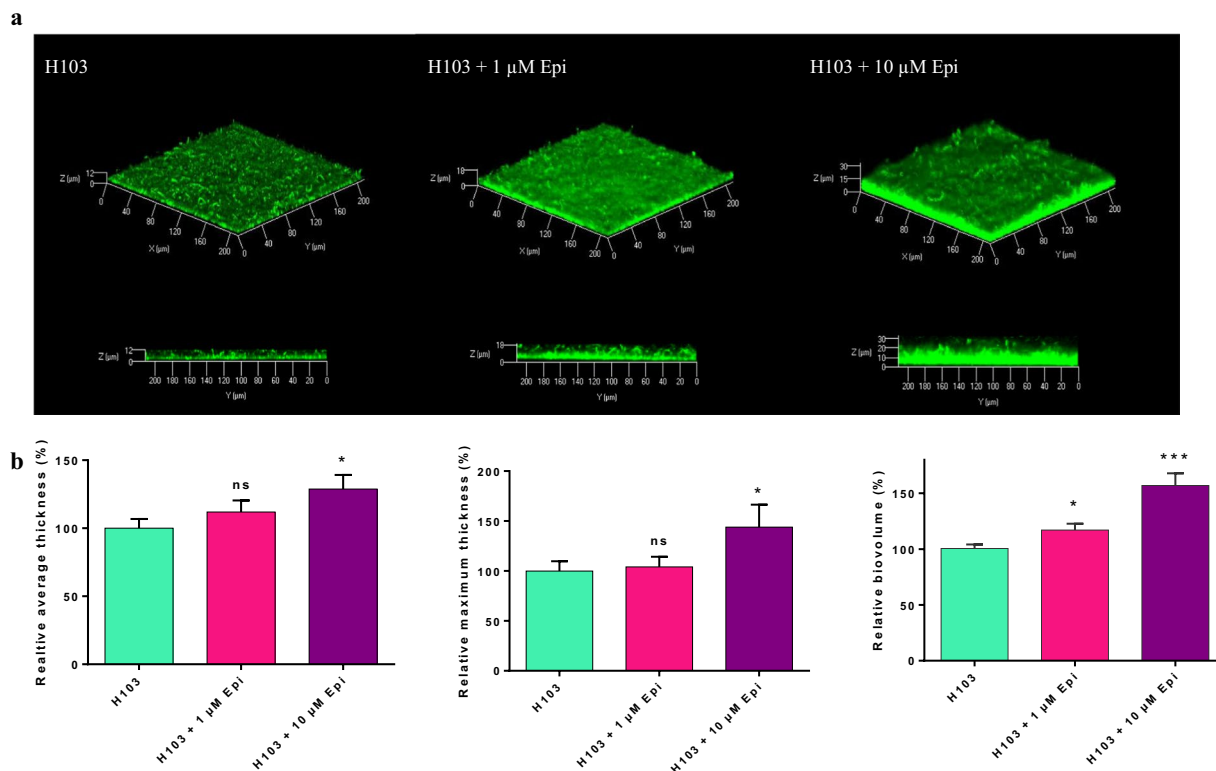 a
H103
H103 + 1 µM Epi
H103 + 10 µM Epi
Z (µm)
12
0
0
40
80
120
160
200
X (µm)
0
40
80
120
160
200
Y (µm)
Z (µm)
18
0
0
40
80
120
160
200
X (µm)
0
40
80
120
160
200
Y (µm)
Z (µm)
30
15
0
0
40
80
120
160
200
X (µm)
0
40
80
120
160
200
Y (µm)
Z (µm)
12
0
200 180 160 140 120 100 80 60 40 20 0
Y (µm)
Z (µm)
18
0
200 180 160 140 120 100 80 60 40 20 0
Y (µm)
Z (µm)
30
20
10
0
200 180 160 140 120 100 80 60 40 20 0
Y (µm)
b
Realtive average thickness (%)
150
100
50
0
ns
*
H103
H103 + 1 µM Epi
H103 + 10 µM Epi
Relative maximum thickness (%)
200
150
100
50
0
ns
*
H103
H103 + 1 µM Epi
H103 + 10 µM Epi
Relative biovolume (%)
150
100
50
0
*
***
H103
H103 + 1 µM Epi
H103 + 10 µM Epi